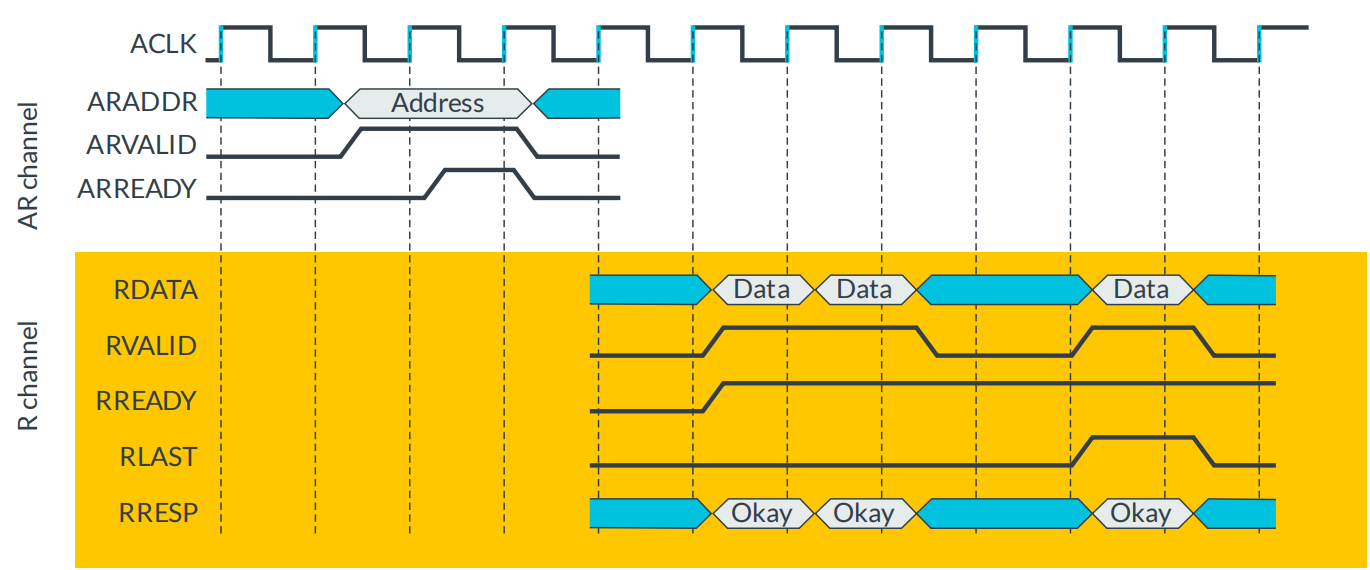 ACLK
AR channel
ARADDR Address
ARVALID
ARREADY
R channel
RDATA Data Data Data
RVALID
RREADY
RLAST
RRESP Okay Okay Okay